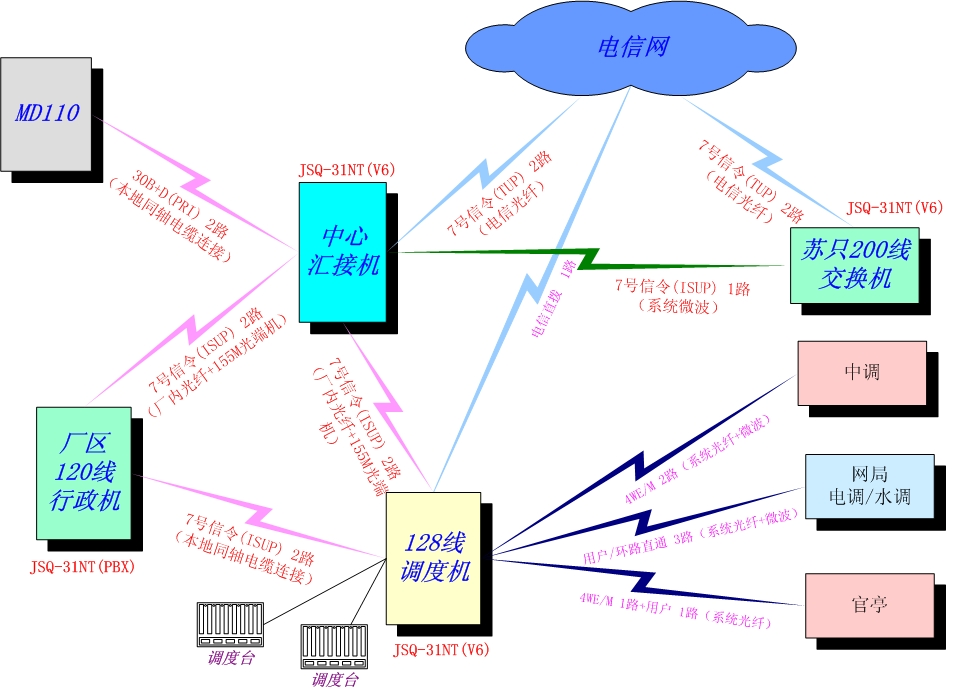 电信网
MD110
7号信令(TUP) 2路
(电信光纤)
7号信令(TUP) 2路
(电信光纤)
30B+D(PRI) 2路
(本地同轴电缆连接)
JSQ-31NT(V6)
中心
汇接机
JSQ-31NT(V6)
苏只200线
交换机
电信直拨 1路
7号信令(ISUP) 1路
(系统微波)
7号信令(ISUP) 2路
(厂内光纤+155M光端机)
7号信令(ISUP) 2路
(厂内光纤+155M光端
机)
中调
厂区
120线
行政机
4WE/M 2路(系统光纤+微波)
网局
电调/水调
用户/环路直通 3路(系统光纤+微波)
7号信令(ISUP) 2路
(本地同轴电缆连接)
JSQ-31NT(PBX)
128线
调度机
4WE/M 1路+用户 1路(系统光纤)
官亭
JSQ-31NT(V6)
调度台
调度台